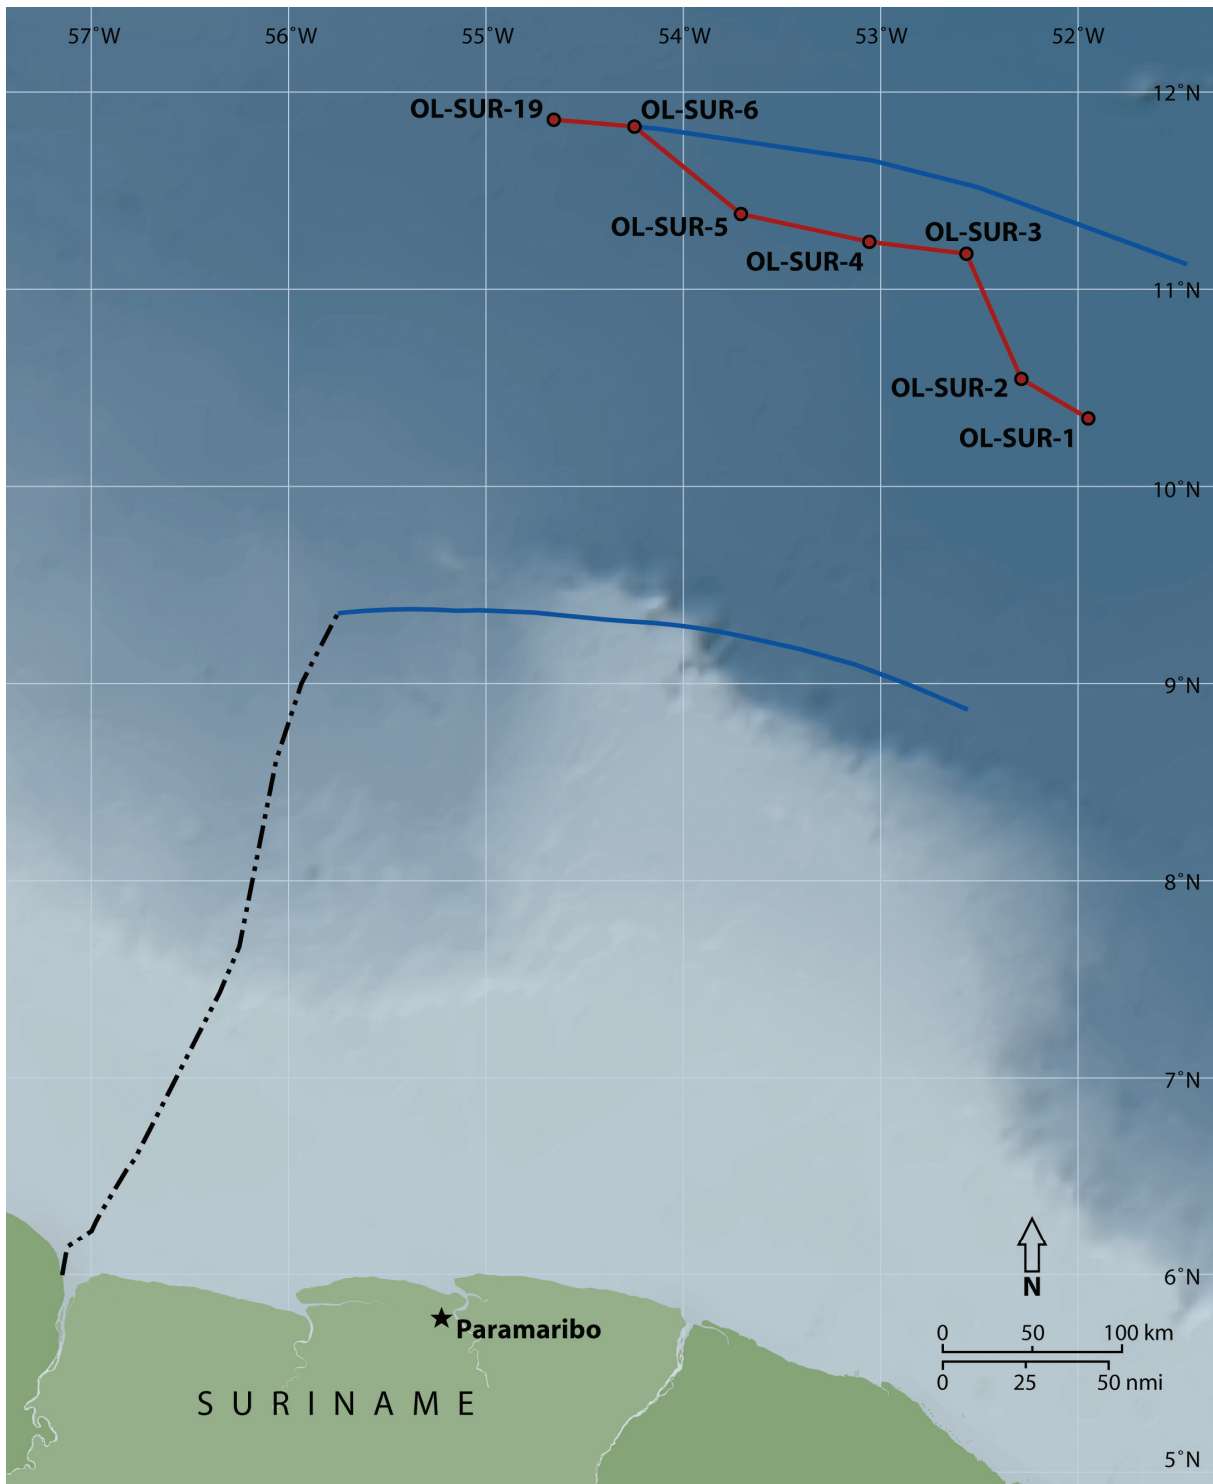 57˚W 56˚W 55˚W 54˚W 53˚W 52˚W
12˚N
OL-SUR-19
OL-SUR-6
OL-SUR-5
OL-SUR-3
OL-SUR-4
11˚N
OL-SUR-2
OL-SUR-1
10˚N
9˚N
8˚N
7˚N
6˚N
N
Paramaribo
0 50 100 km
0 25 50 nmi
SURINAME
5˚N